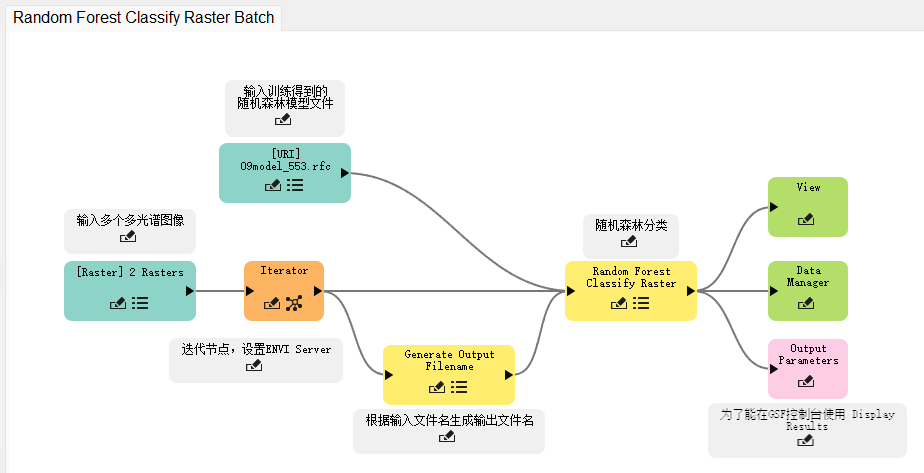 Random Forest Classify Raster Batch
输入训练得到的
随机森林模型文件
[URI]
09model_553.rfc
输入多个多光谱图像
[Raster] 2 Rasters
Iterator
迭代节点，设置ENVI Server
Generate Output
Filename
根据输入文件名生成输出文件名
随机森林分类
Random Forest
Classify Raster
View
Data
Manager
Output
Parameters
为了能在GSF控制台使用 Display
Results